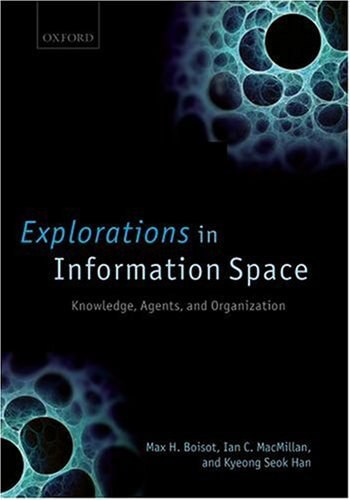 OXFORD
Explorations in
Information Space
Knowledge, Agents, and Organization
Max H. Boisot, Ian C. MacMillan,
and Kyeong Seok Han